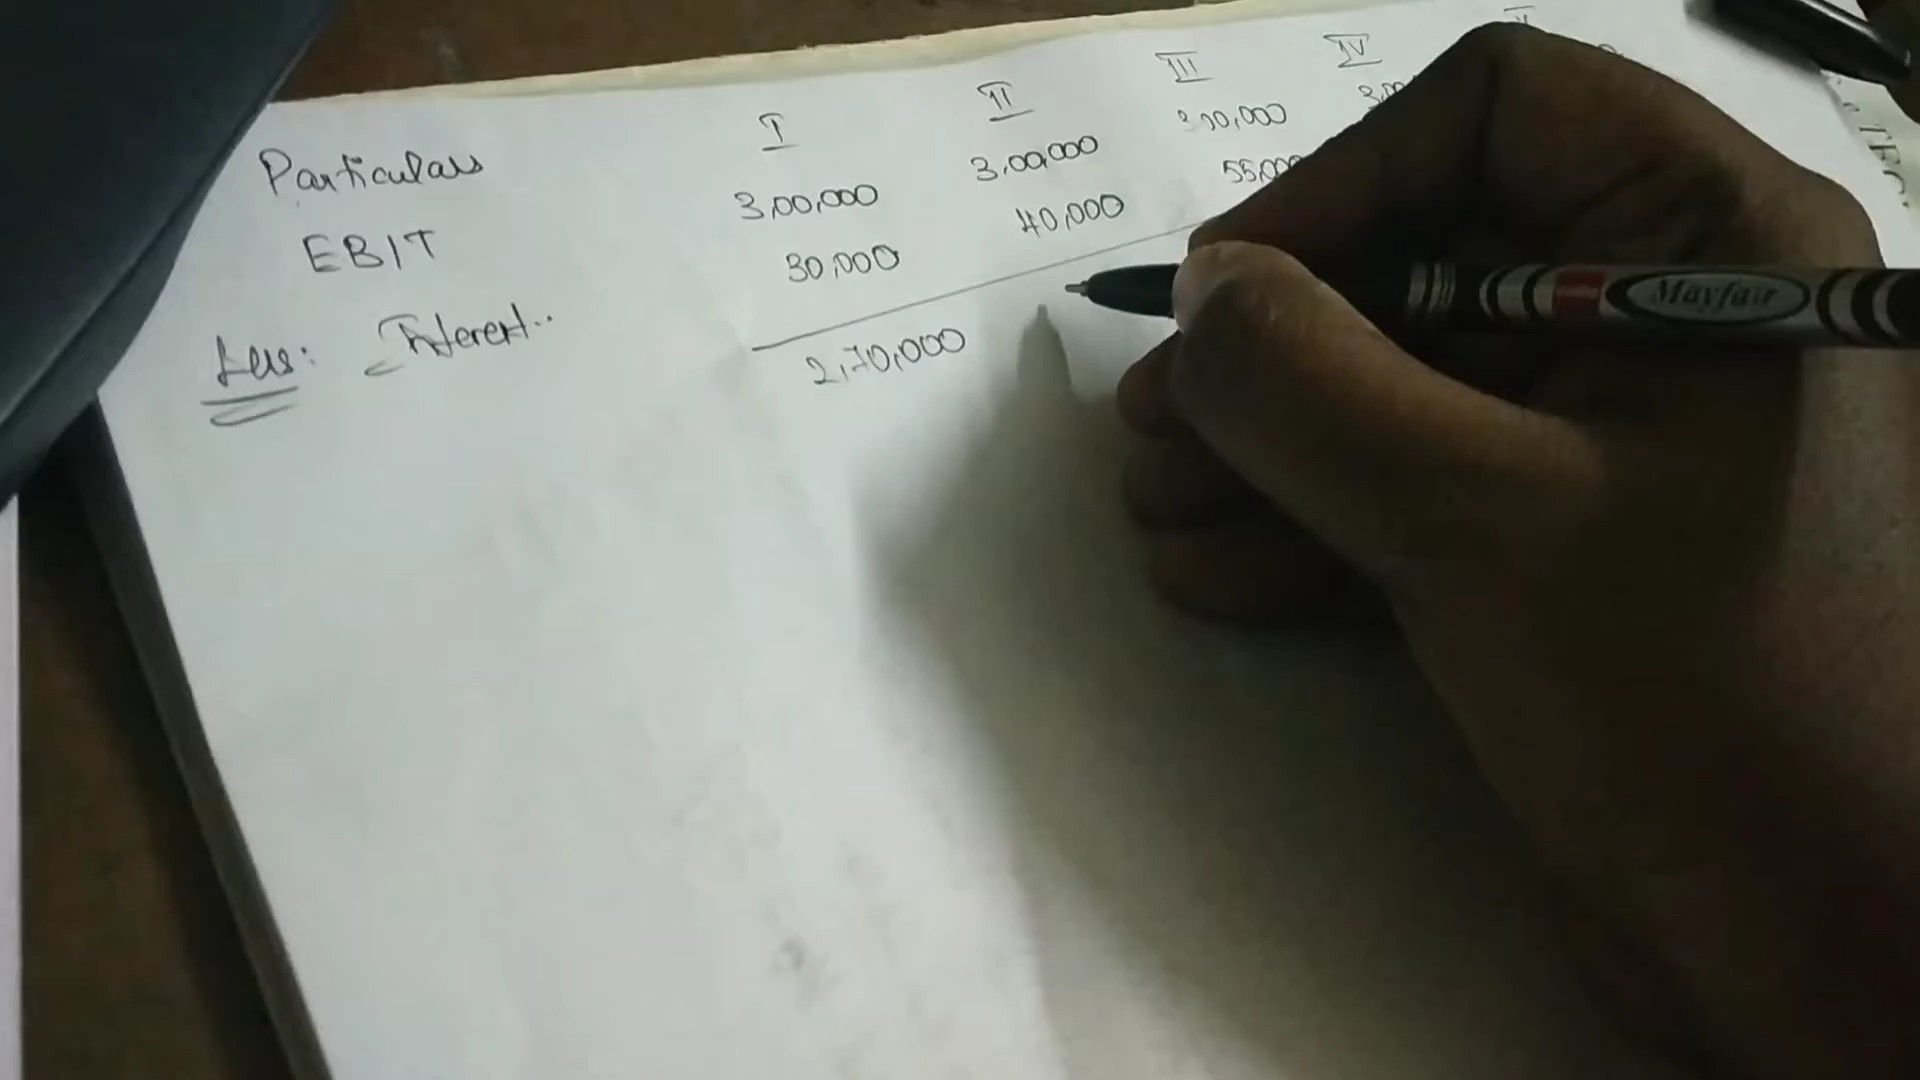 Particulars I II III IV V
EBIT 3,00,000 3,00,000 3,00,000
Less: Interest.. 30,000 40,000 55,000
2,70,000
Mayfair